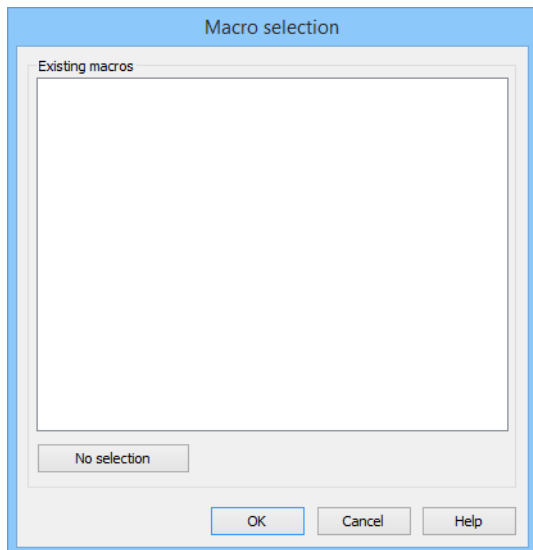 Macro selection
Existing macros
No selection
OK Cancel Help